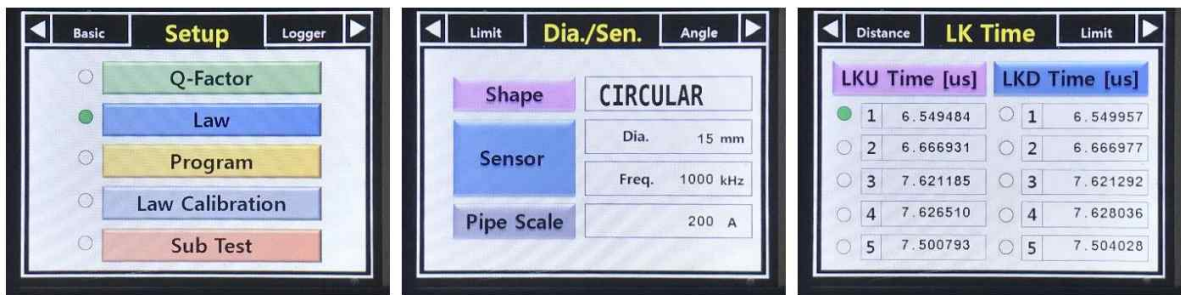 Basic Setup Logger
Q-Factor
Law
Program
Law Calibration
Sub Test
Limit Dia./Sen. Angle
Shape CIRCULAR
Sensor
Dia. 15 mm
Freq. 1000 kHz
Pipe Scale 200 A
Distance LK Time Limit
LKU Time [us] LKD Time [us]
1 6.549484 1 6.549957
2 6.666931 2 6.666977
3 7.621185 3 7.621292
4 7.626510 4 7.628036
5 7.500793 5 7.504028